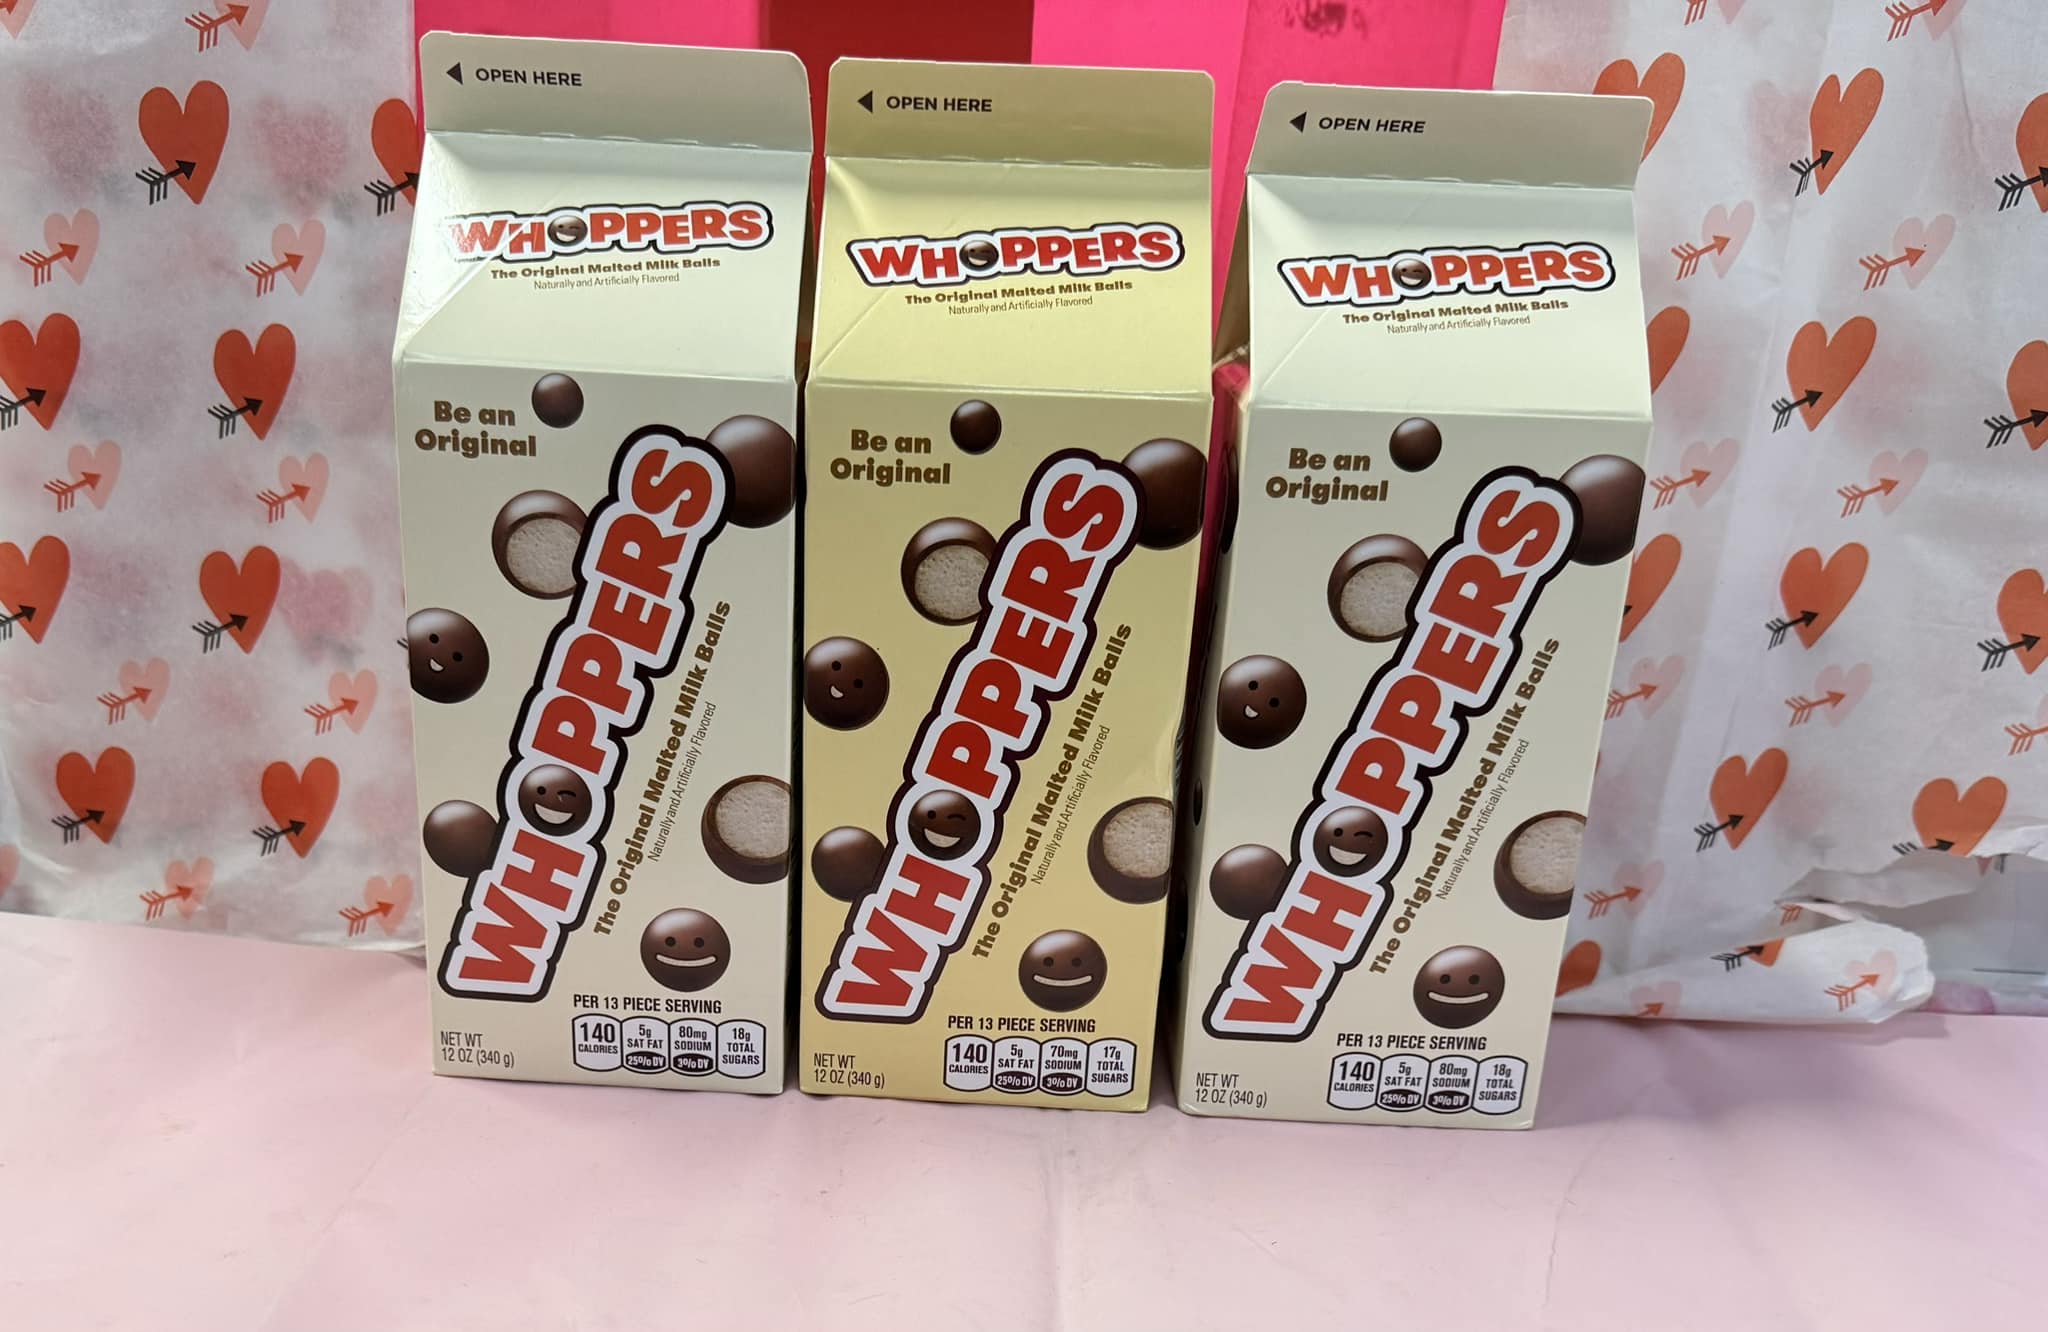 OPEN HERE
WHOPPERS
The Original Malted Milk Balls
Naturally and Artificially Flavored
Be an
Original
WHOPPERS
The Original Malted Milk Balls
Naturally and Artificially Flavored
PER 13 PIECE SERVING
140
CALORIES
5g
SAT FAT
25% DV
80mg
SODIUM
3% DV
18g
TOTAL
SUGARS
NET WT
12 OZ (340 g)
OPEN HERE
WHOPPERS
The Original Malted Milk Balls
Naturally and Artificially Flavored
Be an
Original
WHOPPERS
The Original Malted Milk Balls
Naturally and Artificially Flavored
PER 13 PIECE SERVING
140
CALORIES
5g
SAT FAT
25% DV
70mg
SODIUM
3% DV
17g
TOTAL
SUGARS
NET WT
12 OZ (340 g)
OPEN HERE
WHOPPERS
The Original Malted Milk Balls
Naturally and Artificially Flavored
Be an
Original
WHOPPERS
The Original Malted Milk Balls
Naturally and Artificially Flavored
PER 13 PIECE SERVING
140
CALORIES
5g
SAT FAT
25% DV
80mg
SODIUM
3% DV
18g
TOTAL
SUGARS
NET WT
12 OZ (340 g)